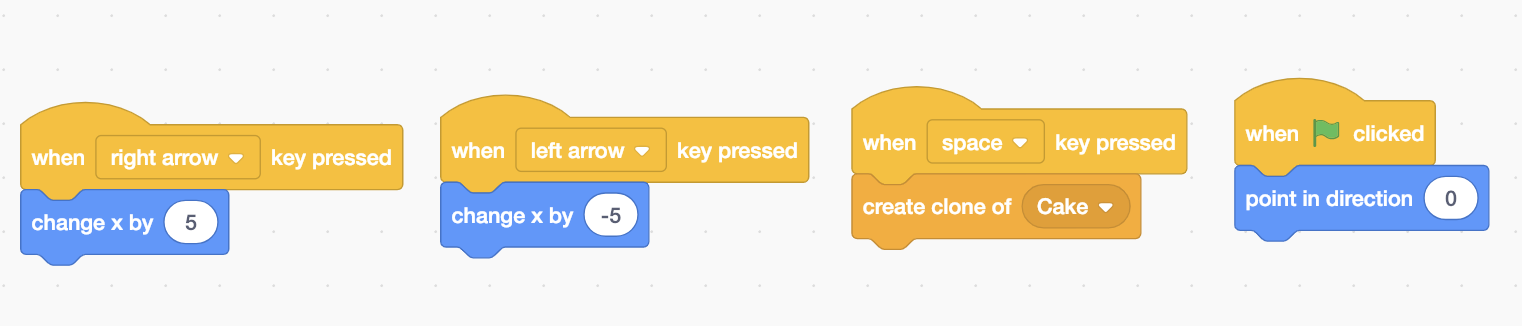 when right arrow key pressed
change x by 5
when left arrow key pressed
change x by -5
when space key pressed
create clone of Cake
when clicked
point in direction 0